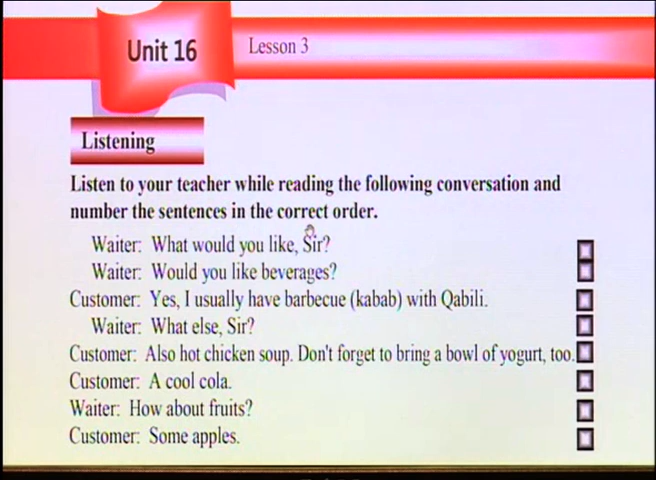 Unit 16
Lesson 3
Listening
Listen to your teacher while reading the following conversation and
number the sentences in the correct order.
Waiter: What would you like, Sir?
Waiter: Would you like beverages?
Customer: Yes, I usually have barbecue (kabab) with Qabili.
Waiter: What else, Sir?
Customer: Also hot chicken soup. Don't forget to bring a bowl of yogurt, too.
Customer: A cool cola.
Waiter: How about fruits?
Customer: Some apples.